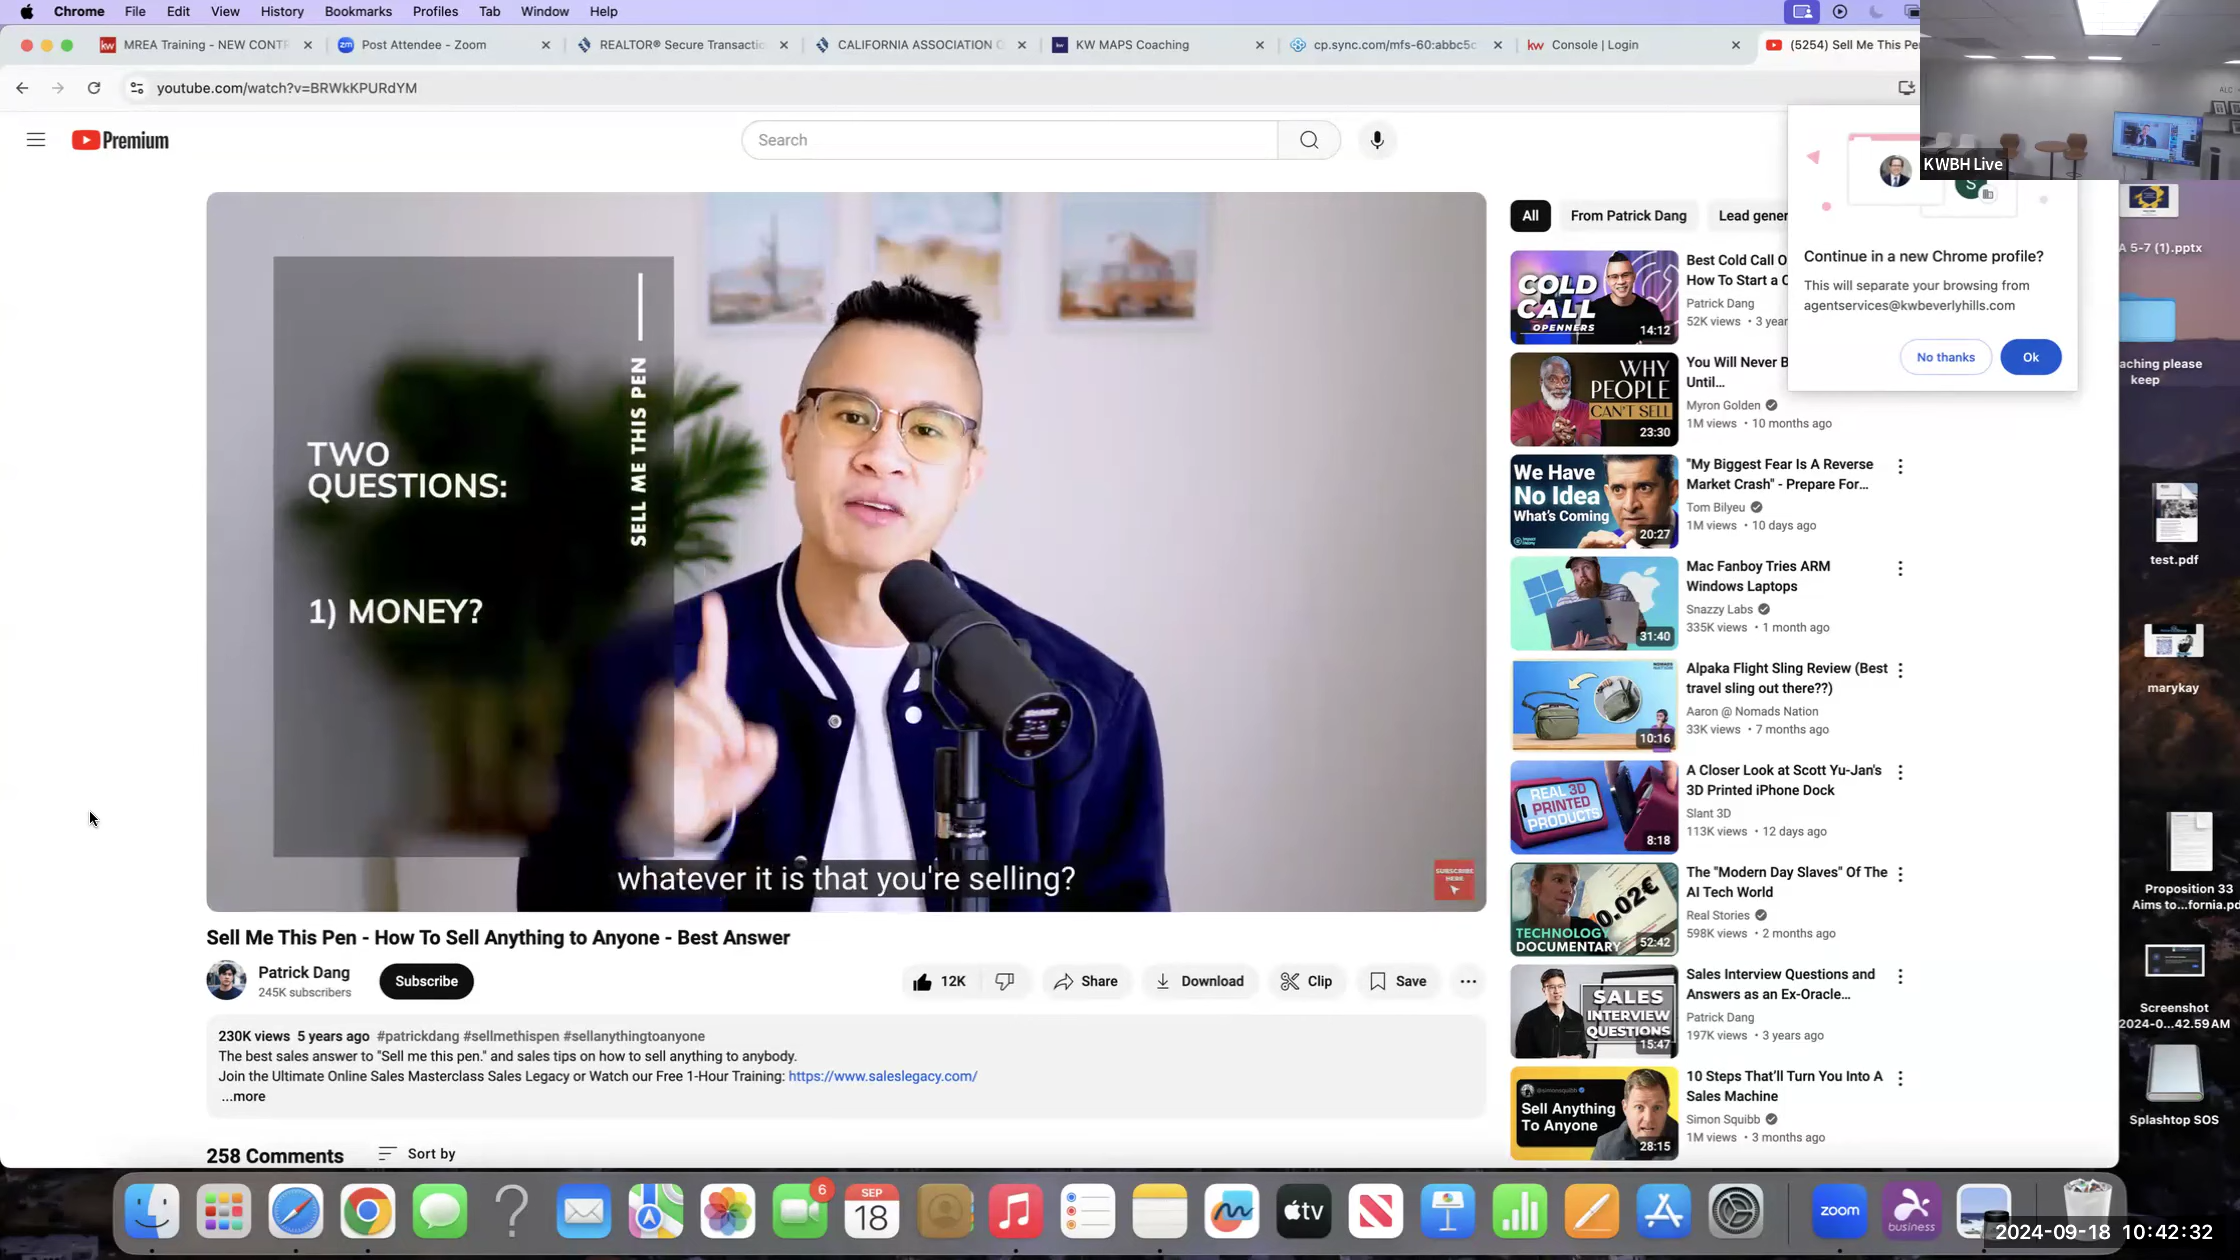 Chrome File Edit View History Bookmarks Profiles Tab Window Help
MREA Training - NEW CONT
Post Attendee - Zoom
REALTOR® Secure Transactio
CALIFORNIA ASSOCIATION
KW MAPS Coaching
cp.sync.com/mfs-60:abbc5c
kw Console | Login
(5254) Sell Me This Pe
youtube.com/watch?v=BRWkKPURdYM
Premium
Search
KWBH Live
Continue in a new Chrome profile?
This will separate your browsing from
agentservices@kwbeverlyhills.com
No thanks
Ok
TWO
QUESTIONS:
1) MONEY?
SELL ME THIS PEN
whatever it is that you're selling?
SUBSCRIBE
HERE
Sell Me This Pen - How To Sell Anything to Anyone - Best Answer
Patrick Dang
245K subscribers
Subscribe
12K
Share
Download
Clip
Save
230K views 5 years ago #patrickdang #sellmethispen #sellanythingtoanyone
The best sales answer to "Sell me this pen." and sales tips on how to sell anything to anybody.
Join the Ultimate Online Sales Masterclass Sales Legacy or Watch our Free 1-Hour Training: https://www.saleslegacy.com/
...more
258 Comments
Sort by
All
From Patrick Dang
Lead gener
COLD
CALL
OPENNERS
14:12
Best Cold Call O
How To Start a C
Patrick Dang
52K views • 3 year
WHY
PEOPLE
CAN'T SELL
23:30
You Will Never B
Until...
Myron Golden
1M views • 10 months ago
We Have
No Idea
What's Coming
20:27
"My Biggest Fear Is A Reverse
Market Crash" - Prepare For...
Tom Bilyeu
1M views • 10 days ago
31:40
Mac Fanboy Tries ARM
Windows Laptops
Snazzy Labs
335K views • 1 month ago
10:16
Alpaka Flight Sling Review (Best
travel sling out there??)
Aaron @ Nomads Nation
33K views • 7 months ago
REAL 3D
PRINTED
PRODUCTS
8:18
A Closer Look at Scott Yu-Jan's
3D Printed iPhone Dock
Slant 3D
113K views • 12 days ago
0.02€
TECHNOLOGY
DOCUMENTARY
52:42
The "Modern Day Slaves" Of The
AI Tech World
Real Stories
598K views • 2 months ago
SALES
INTERVIEW
QUESTIONS
15:47
Sales Interview Questions and
Answers as an Ex-Oracle...
Patrick Dang
197K views • 3 years ago
Sell Anything
To Anyone
28:15
10 Steps That'll Turn You Into A
Sales Machine
Simon Squibb
1M views • 3 months ago
A 5-7 (1).pptx
aching please
keep
test.pdf
marykay
Proposition 33
Aims to...fornia.pd
Screenshot
2024-0...42.59 AM
Splashtop SOS
6
SEP
18
tv
zoom
business
2024-09-18 10:42:32